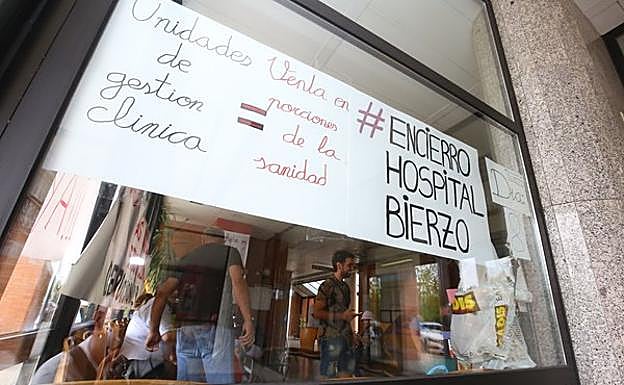 Unidades
de
gestion
clinica
=
Venta en
porciones
de la
sanidad
#ENCIERRO
HOSPITAL
BIERZO